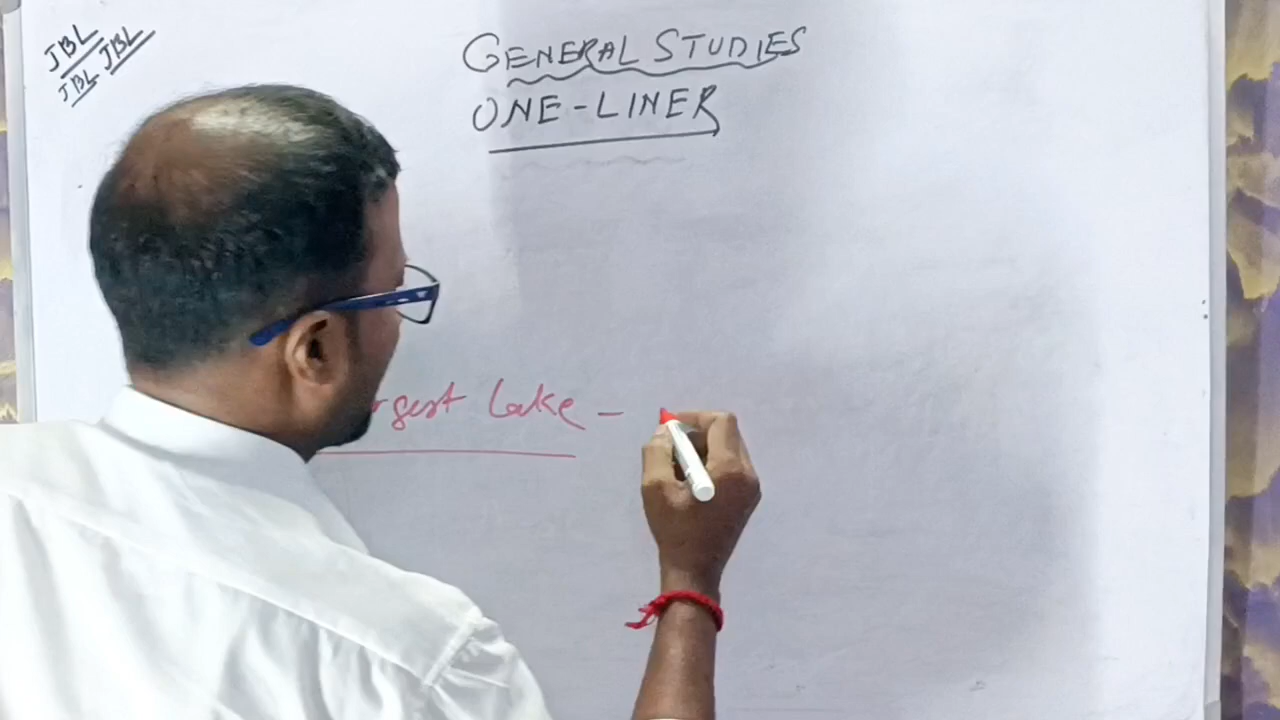 JBL
JBL
JBL
GENERAL STUDIES
ONE-LINER
rgest Lake -